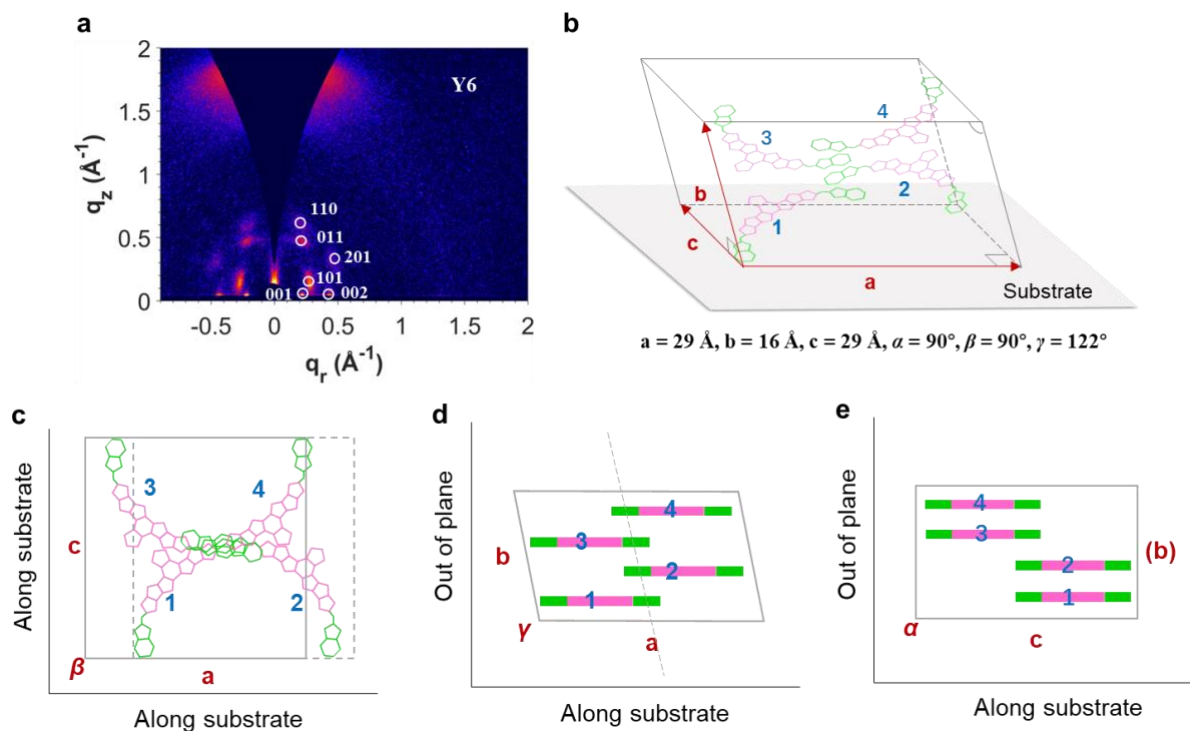 a
2
1.5
1
0.5
0
q_z (Å⁻¹)
Y6
110
011
201
101
001
002
-0.5
0
0.5
1
1.5
2
q_r (Å⁻¹)
b
4
3
2
1
b
c
a
Substrate
a = 29 Å, b = 16 Å, c = 29 Å, α = 90°, β = 90°, γ = 122°
c
Along substrate
3
4
c
1
2
β
a
Along substrate
d
Out of plane
4
3
b
2
1
γ
a
Along substrate
e
Out of plane
4
3
2
(b)
1
α
c
Along substrate